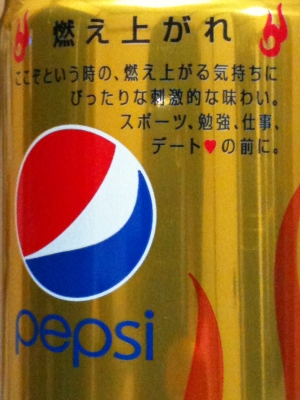 燃え上がれ
ここぞという時の、燃え上がる気持ちに
ぴったりな刺激的な味わい。
スポーツ、勉強、仕事、
デート♥の前に。
pepsi